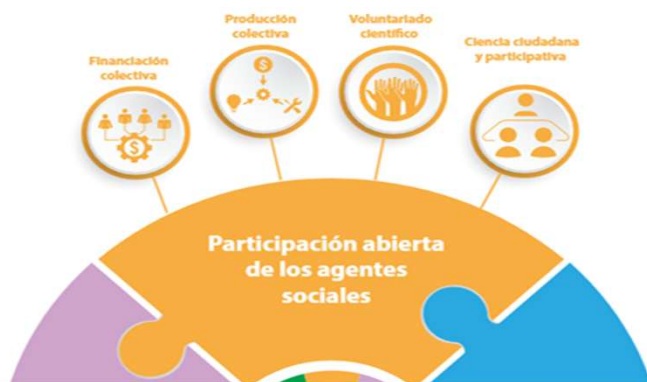 Financiación
colectiva
Producción
colectiva
Voluntariado
científico
Ciencia ciudadana
y participativa
$
$
Participación abierta
de los agentes
sociales